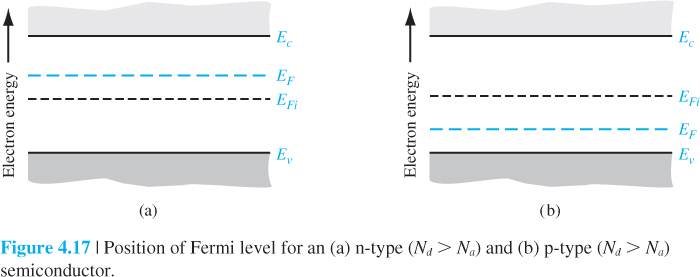 Electron energy
E_c
E_F
E_Fi
E_v
(a)
Electron energy
E_c
E_Fi
E_F
E_v
(b)
Figure 4.17 | Position of Fermi level for an (a) n-type (N_d > N_a) and (b) p-type (N_d > N_a)
semiconductor.